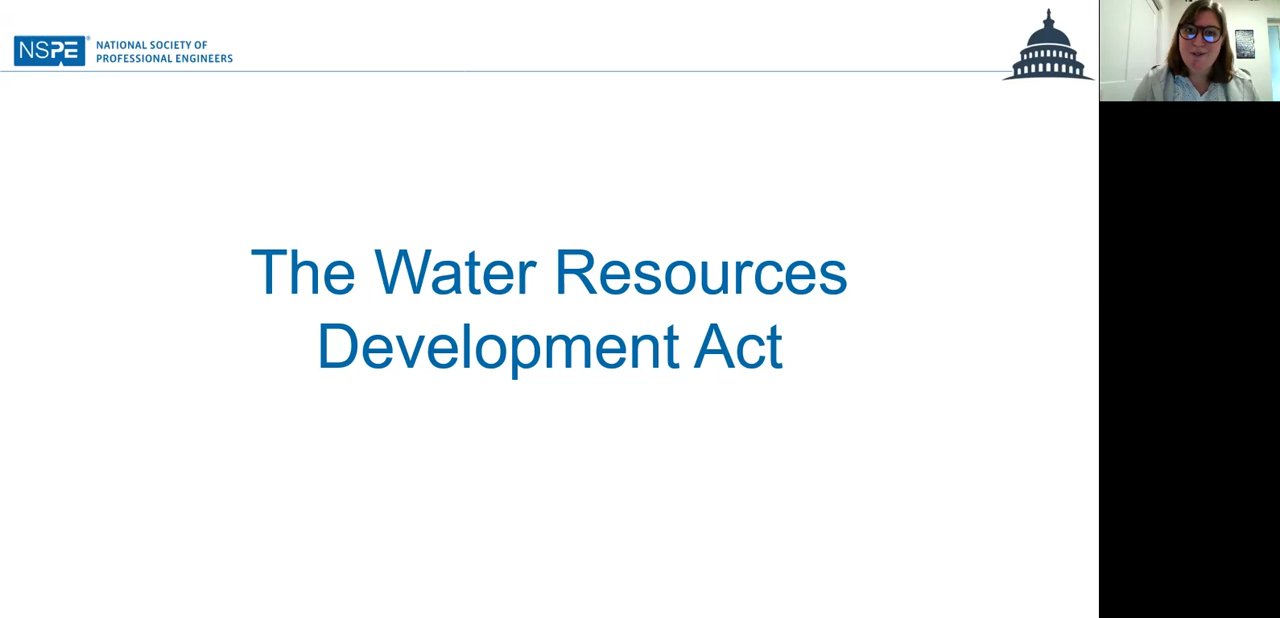 NSPE®
NATIONAL SOCIETY OF
PROFESSIONAL ENGINEERS
The Water Resources
Development Act